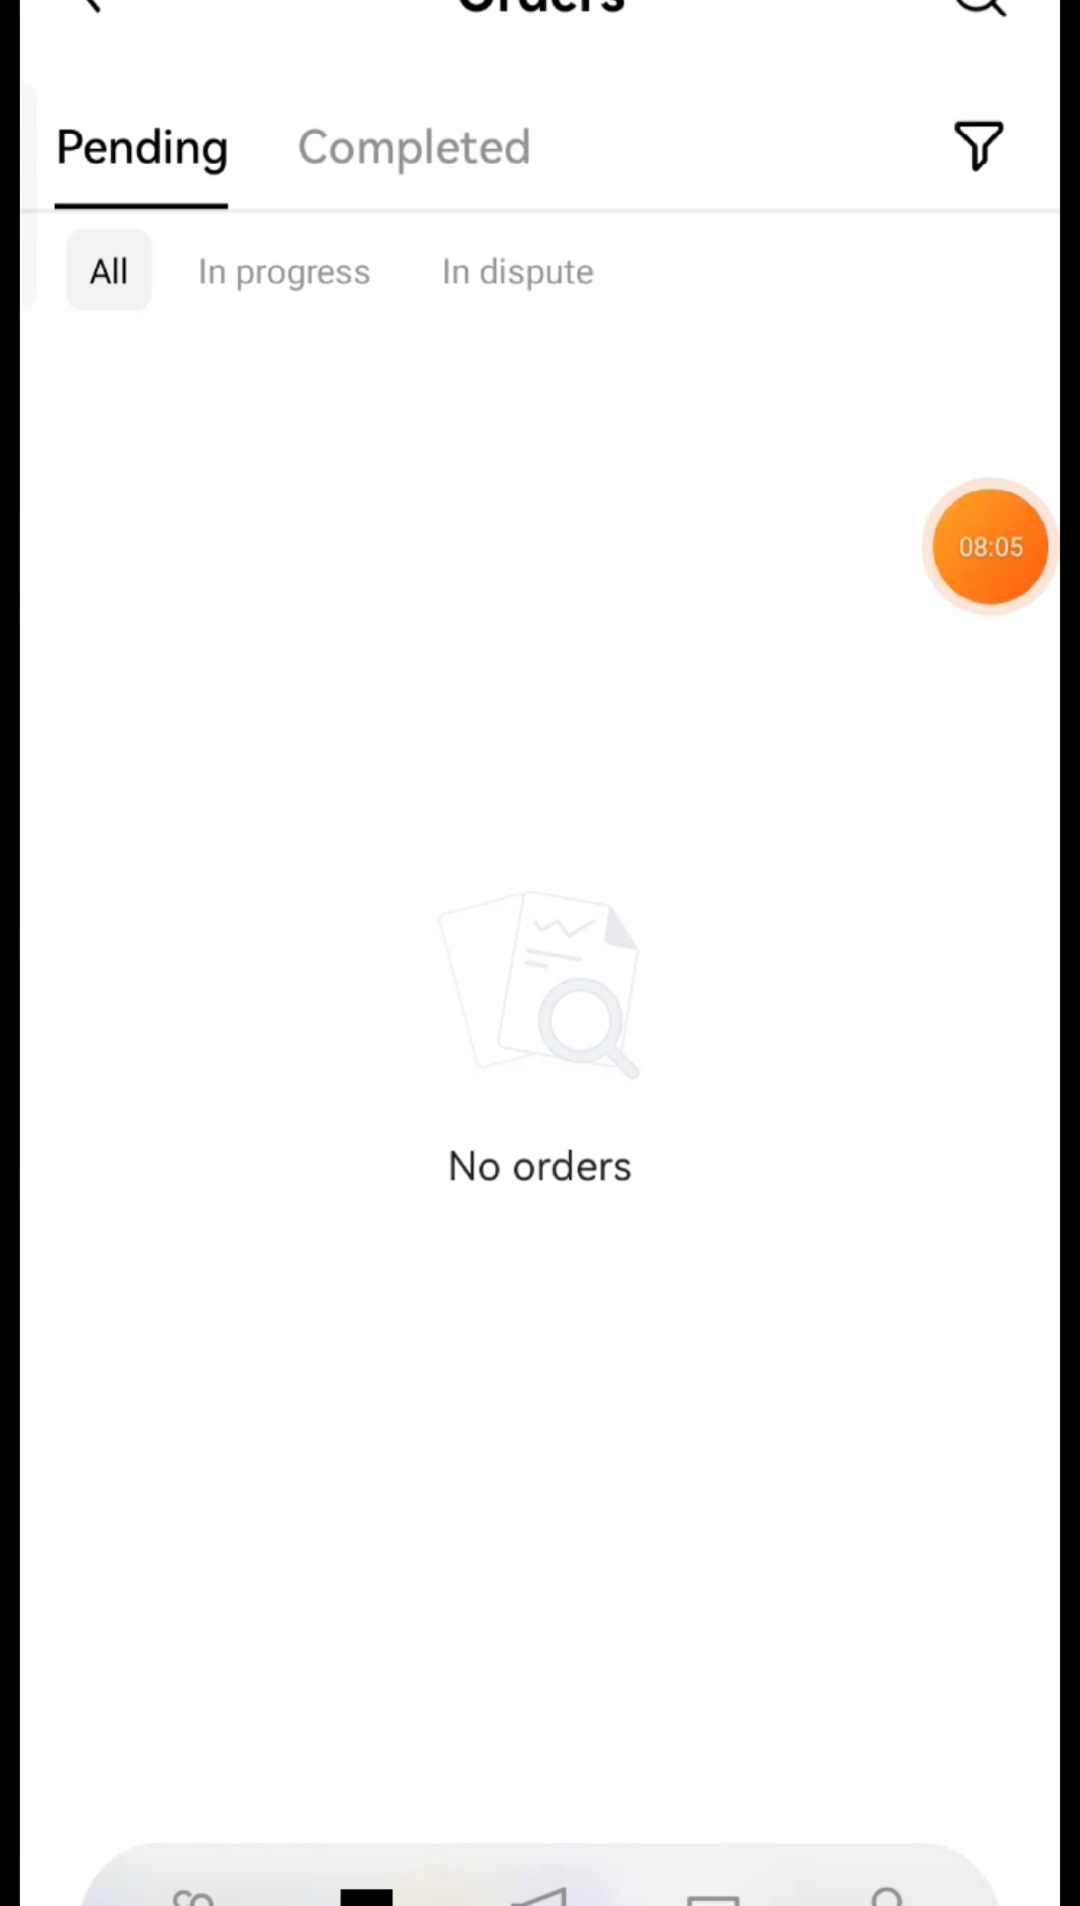 Orders
Pending Completed
All In progress In dispute
08:05
No orders